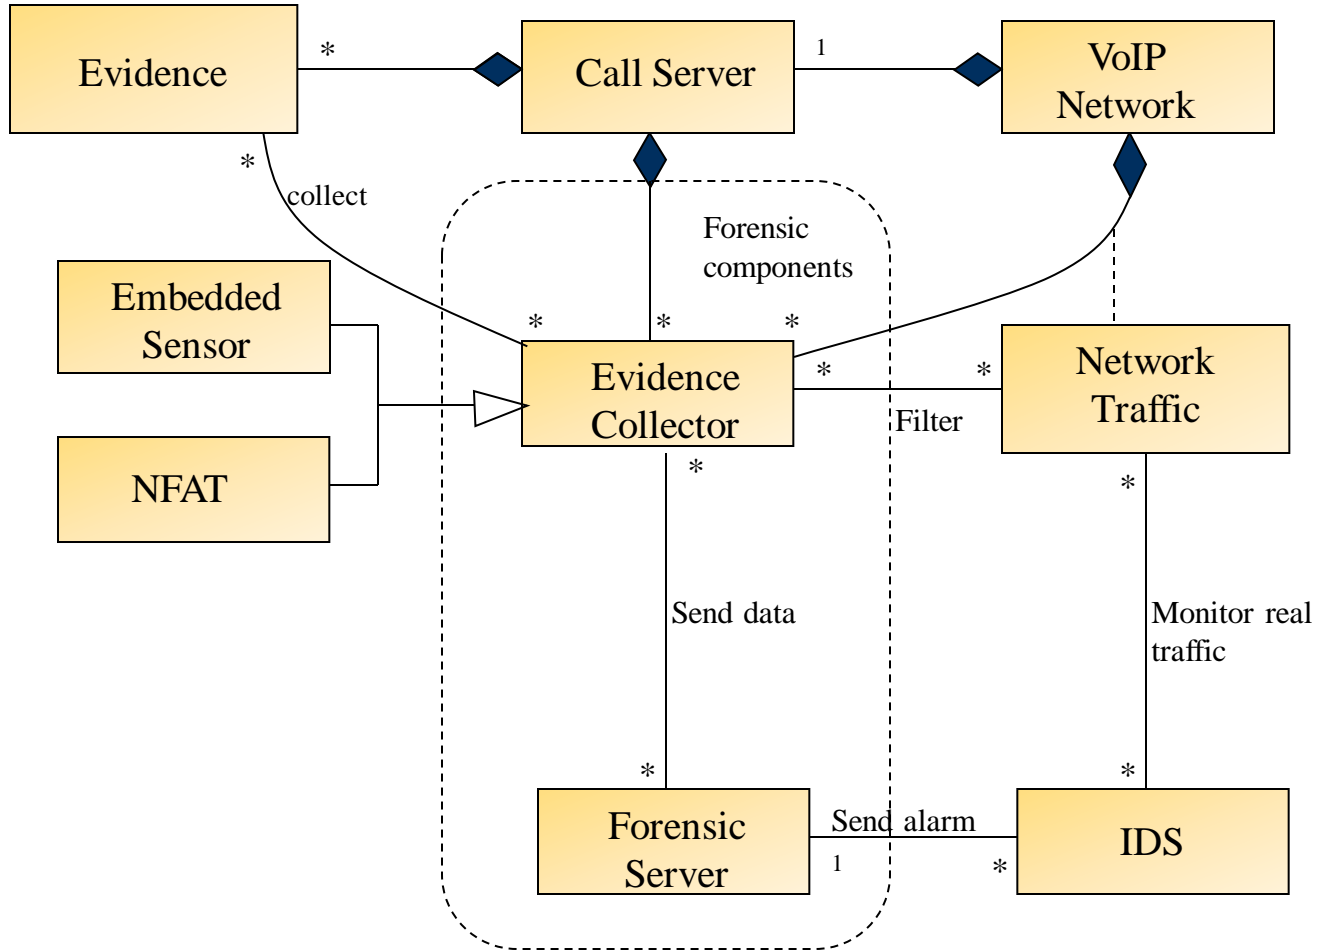 Evidence
*
Call Server
1
VoIP
Network
*
collect
Forensic
components
Embedded
Sensor
*
*
*
Evidence
Collector
*
*
Network
Traffic
Filter
NFAT
*
*
Send data
Monitor real
traffic
*
*
Forensic
Server
Send alarm
1
*
IDS